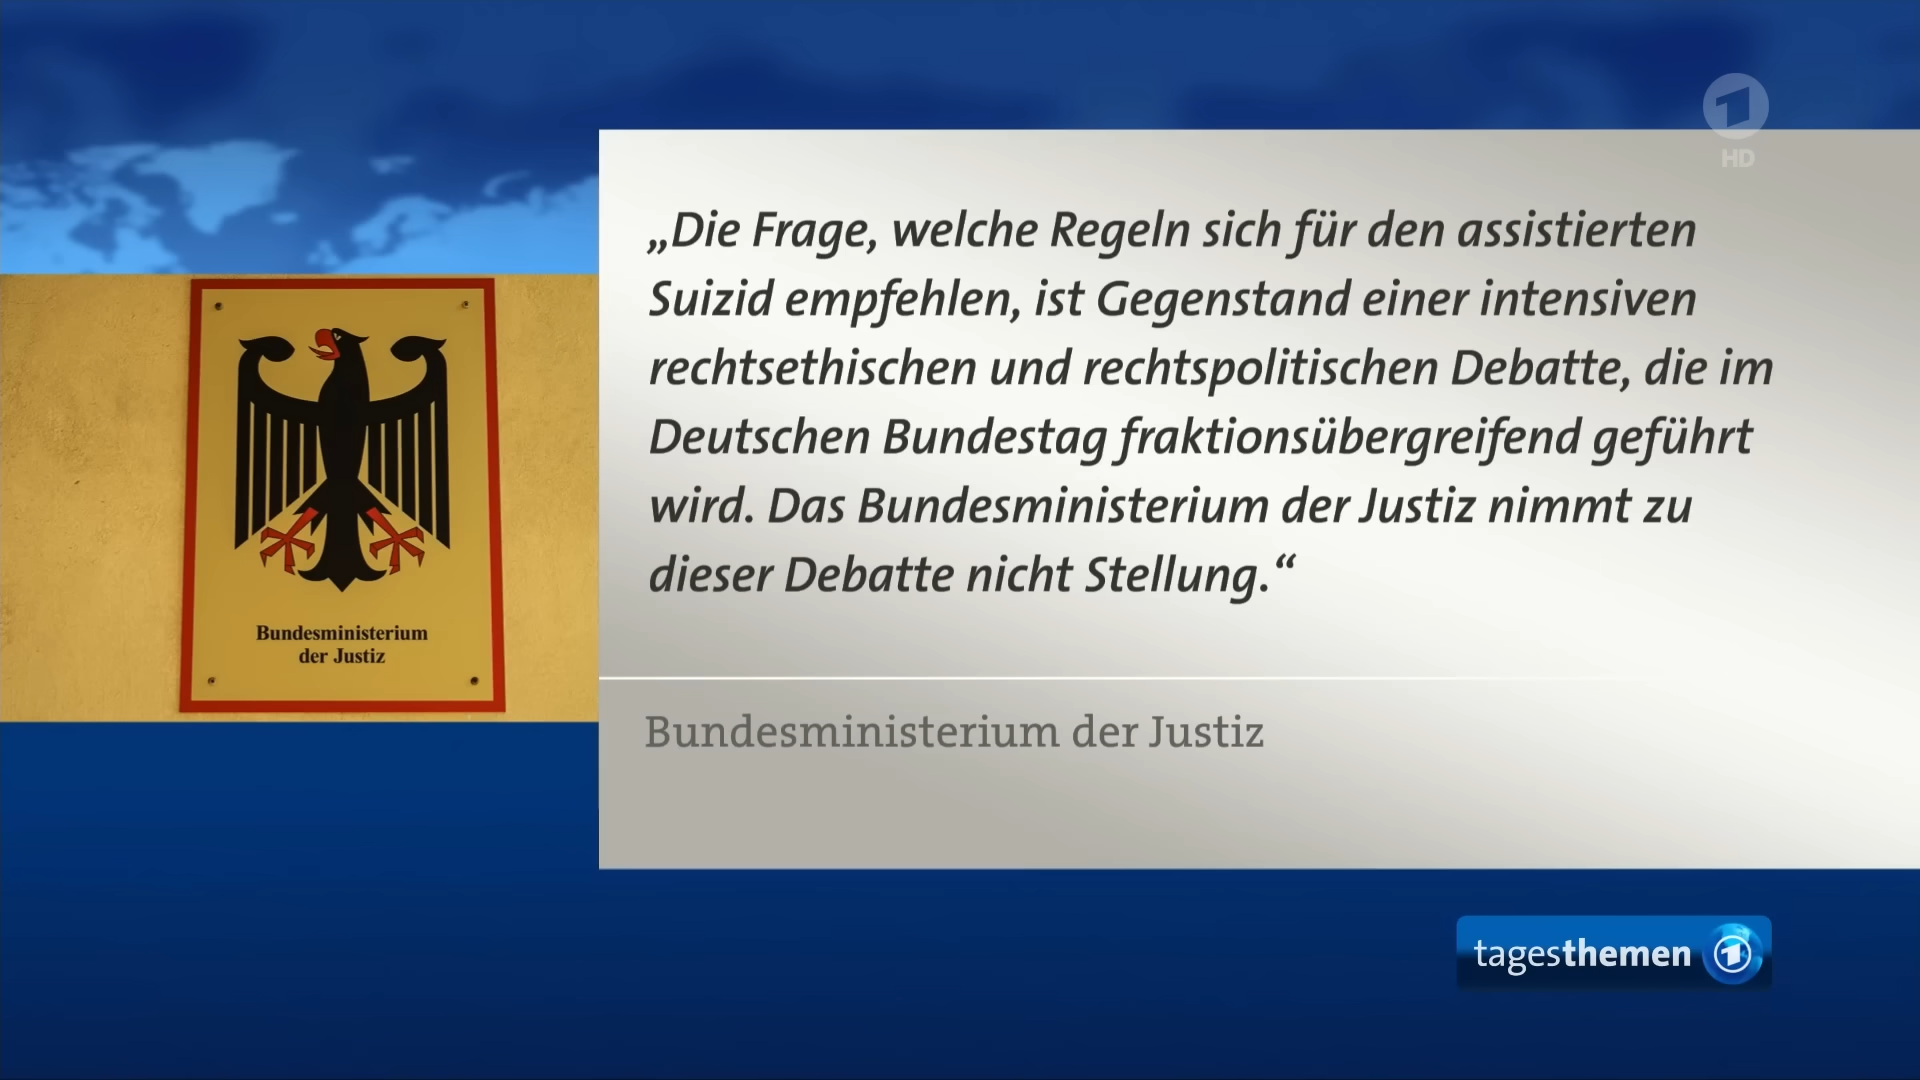 1
HD
„Die Frage, welche Regeln sich für den assistierten
Suizid empfehlen, ist Gegenstand einer intensiven
rechtsethischen und rechtspolitischen Debatte, die im
Deutschen Bundestag fraktionsübergreifend geführt
wird. Das Bundesministerium der Justiz nimmt zu
dieser Debatte nicht Stellung.“
Bundesministerium der Justiz
Bundesministerium
der Justiz
tagesthemen 1